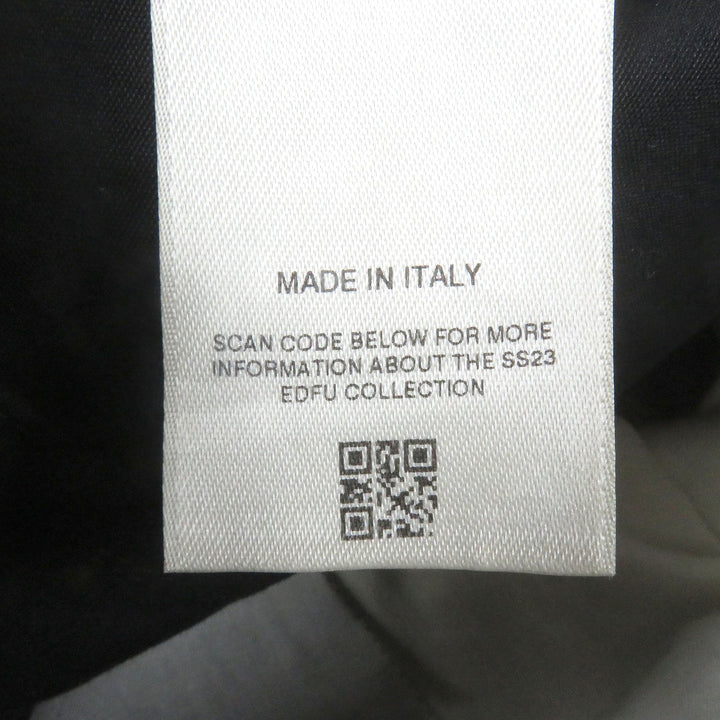 MADE IN ITALY
SCAN CODE BELOW FOR MORE
INFORMATION ABOUT THE SS23
EDFU COLLECTION